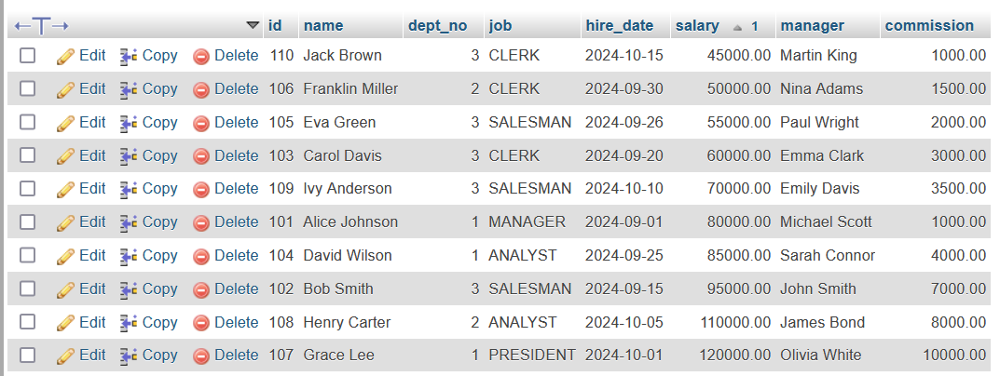 id name dept_no job hire_date salary 1 manager commission
Edit Copy Delete 110 Jack Brown 3 CLERK 2024-10-15 45000.00 Martin King 1000.00
Edit Copy Delete 106 Franklin Miller 2 CLERK 2024-09-30 50000.00 Nina Adams 1500.00
Edit Copy Delete 105 Eva Green 3 SALESMAN 2024-09-26 55000.00 Paul Wright 2000.00
Edit Copy Delete 103 Carol Davis 3 CLERK 2024-09-20 60000.00 Emma Clark 3000.00
Edit Copy Delete 109 Ivy Anderson 3 SALESMAN 2024-10-10 70000.00 Emily Davis 3500.00
Edit Copy Delete 101 Alice Johnson 1 MANAGER 2024-09-01 80000.00 Michael Scott 1000.00
Edit Copy Delete 104 David Wilson 1 ANALYST 2024-09-25 85000.00 Sarah Connor 4000.00
Edit Copy Delete 102 Bob Smith 3 SALESMAN 2024-09-15 95000.00 John Smith 7000.00
Edit Copy Delete 108 Henry Carter 2 ANALYST 2024-10-05 110000.00 James Bond 8000.00
Edit Copy Delete 107 Grace Lee 1 PRESIDENT 2024-10-01 120000.00 Olivia White 10000.00